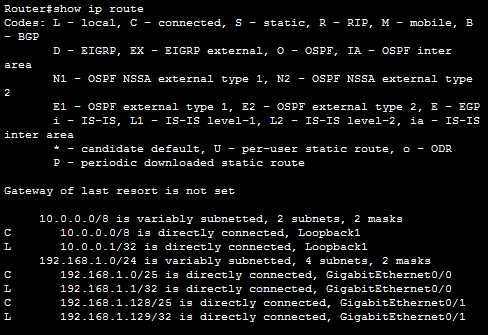 Router#show ip route
Codes: L - local, C - connected, S - static, R - RIP, M - mobile, B
- BGP
D - EIGRP, EX - EIGRP external, O - OSPF, IA - OSPF inter
area
N1 - OSPF NSSA external type 1, N2 - OSPF NSSA external type
2
E1 - OSPF external type 1, E2 - OSPF external type 2, E - EGP
i - IS-IS, L1 - IS-IS level-1, L2 - IS-IS level-2, ia - IS-IS
inter area
* - candidate default, U - per-user static route, o - ODR
P - periodic downloaded static route
Gateway of last resort is not set
10.0.0.0/8 is variably subnetted, 2 subnets, 2 masks
C 10.0.0.0/8 is directly connected, Loopback1
L 10.0.0.1/32 is directly connected, Loopback1
192.168.1.0/24 is variably subnetted, 4 subnets, 2 masks
C 192.168.1.0/25 is directly connected, GigabitEthernet0/0
L 192.168.1.1/32 is directly connected, GigabitEthernet0/0
C 192.168.1.128/25 is directly connected, GigabitEthernet0/1
L 192.168.1.129/32 is directly connected, GigabitEthernet0/1